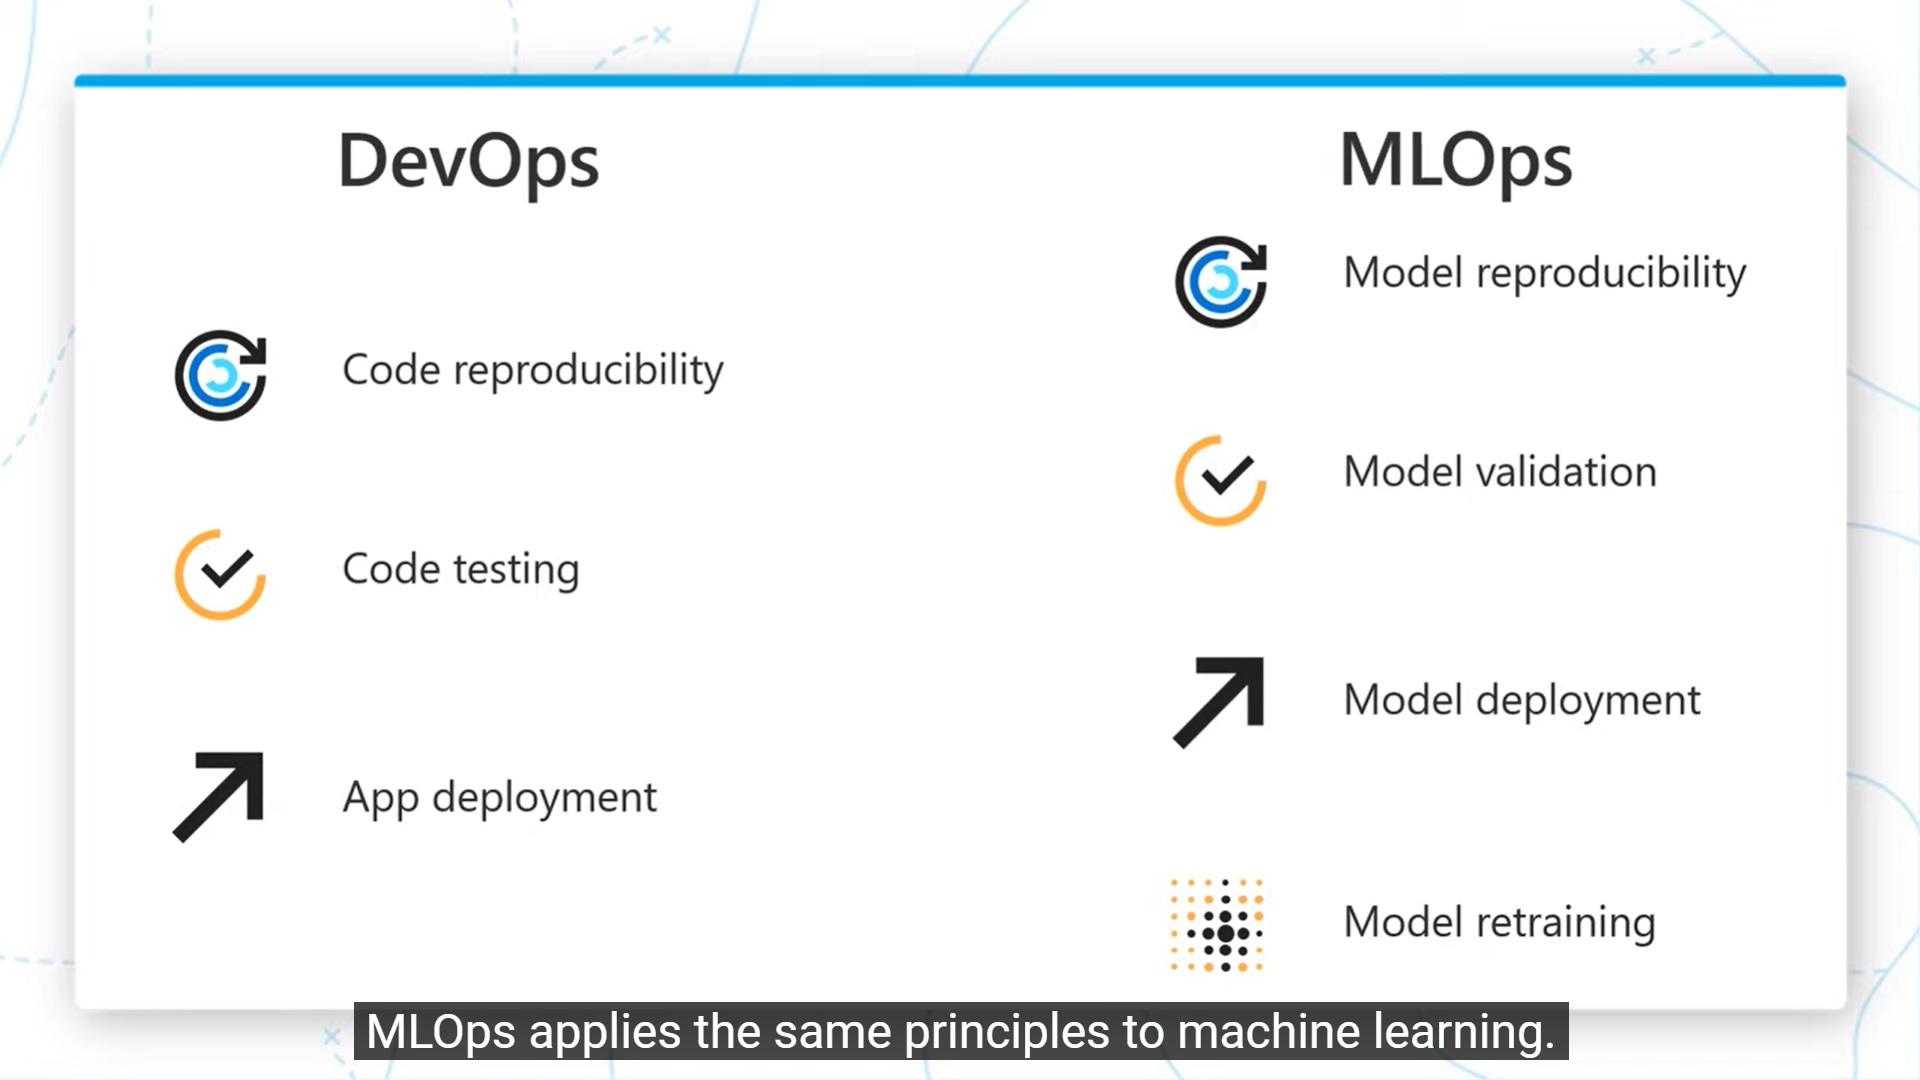 DevOps
Code reproducibility
Code testing
App deployment
MLOps
Model reproducibility
Model validation
Model deployment
Model retraining
MLOps applies the same principles to machine learning.